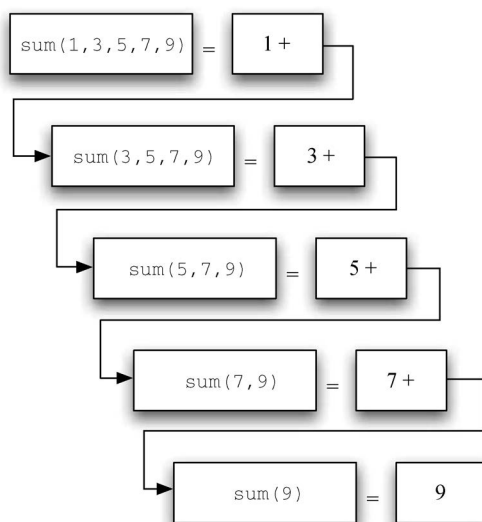 sum(1,3,5,7,9) = 1 +
sum(3,5,7,9) = 3 +
sum(5,7,9) = 5 +
sum(7,9) = 7 +
sum(9) = 9